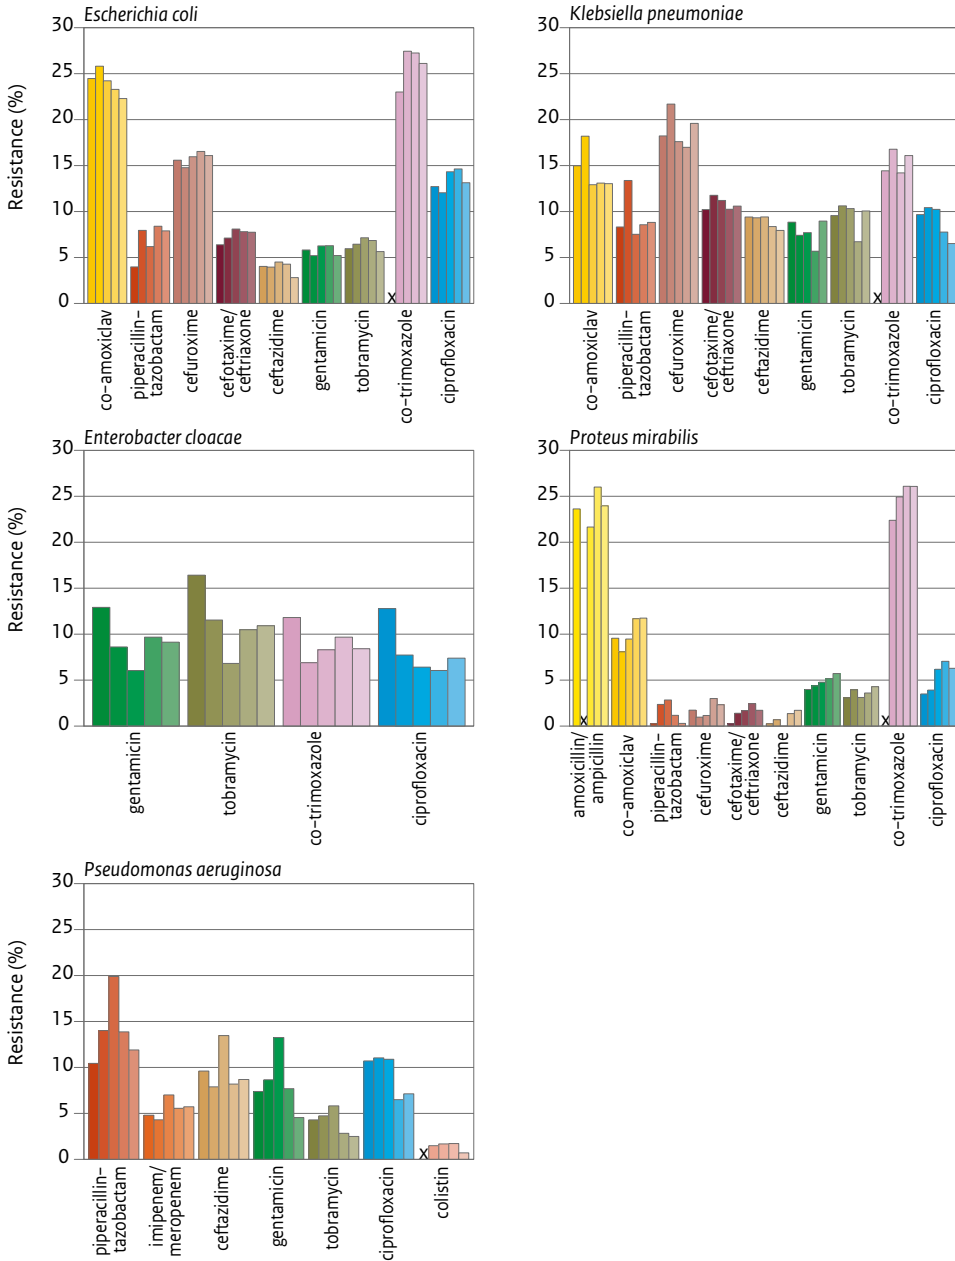 Escherichia coli
Resistance (%)
30
25
20
15
10
5
0
x
co-amoxiclav
piperacillin-
tazobactam
cefuroxime
cefotaxime/
ceftriaxone
ceftazidime
gentamicin
tobramycin
co-trimoxazole
ciprofloxacin
Klebsiella pneumoniae
30
25
20
15
10
5
0
x
co-amoxiclav
piperacillin-
tazobactam
cefuroxime
cefotaxime/
ceftriaxone
ceftazidime
gentamicin
tobramycin
co-trimoxazole
ciprofloxacin
Enterobacter cloacae
Resistance (%)
30
25
20
15
10
5
0
gentamicin
tobramycin
co-trimoxazole
ciprofloxacin
Proteus mirabilis
30
25
20
15
10
5
0
x
x
amoxicillin/
ampicillin
co-amoxiclav
piperacillin-
tazobactam
cefuroxime
cefotaxime/
ceftriaxone
ceftazidime
gentamicin
tobramycin
co-trimoxazole
ciprofloxacin
Pseudomonas aeruginosa
Resistance (%)
30
25
20
15
10
5
0
x
piperacillin-
tazobactam
imipenem/
meropenem
ceftazidime
gentamicin
tobramycin
ciprofloxacin
colistin